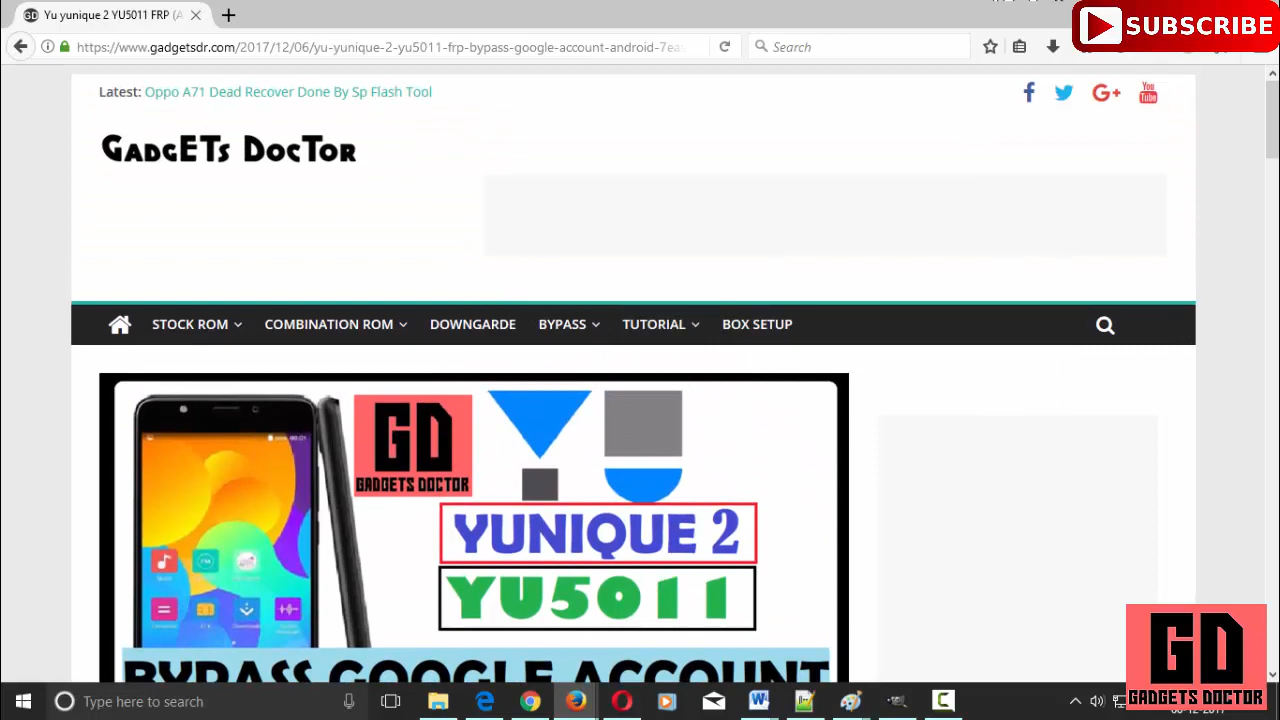 Yu yunique 2 YU5011 FRP (A
SUBSCRIBE
https://www.gadgetsdr.com/2017/12/06/yu-yunique-2-yu5011-frp-bypass-google-account-android-7eas
Search
Latest: Oppo A71 Dead Recover Done By Sp Flash Tool
You
Tube
GADGETS DOCTOR
STOCK ROM
COMBINATION ROM
DOWNGARDE
BYPASS
TUTORIAL
BOX SETUP
GD
GADGETS DOCTOR
YUNIQUE 2
YU5011
BYPASS GOOGLE ACCOUNT
GD
GADGETS DOCTOR
Type here to search